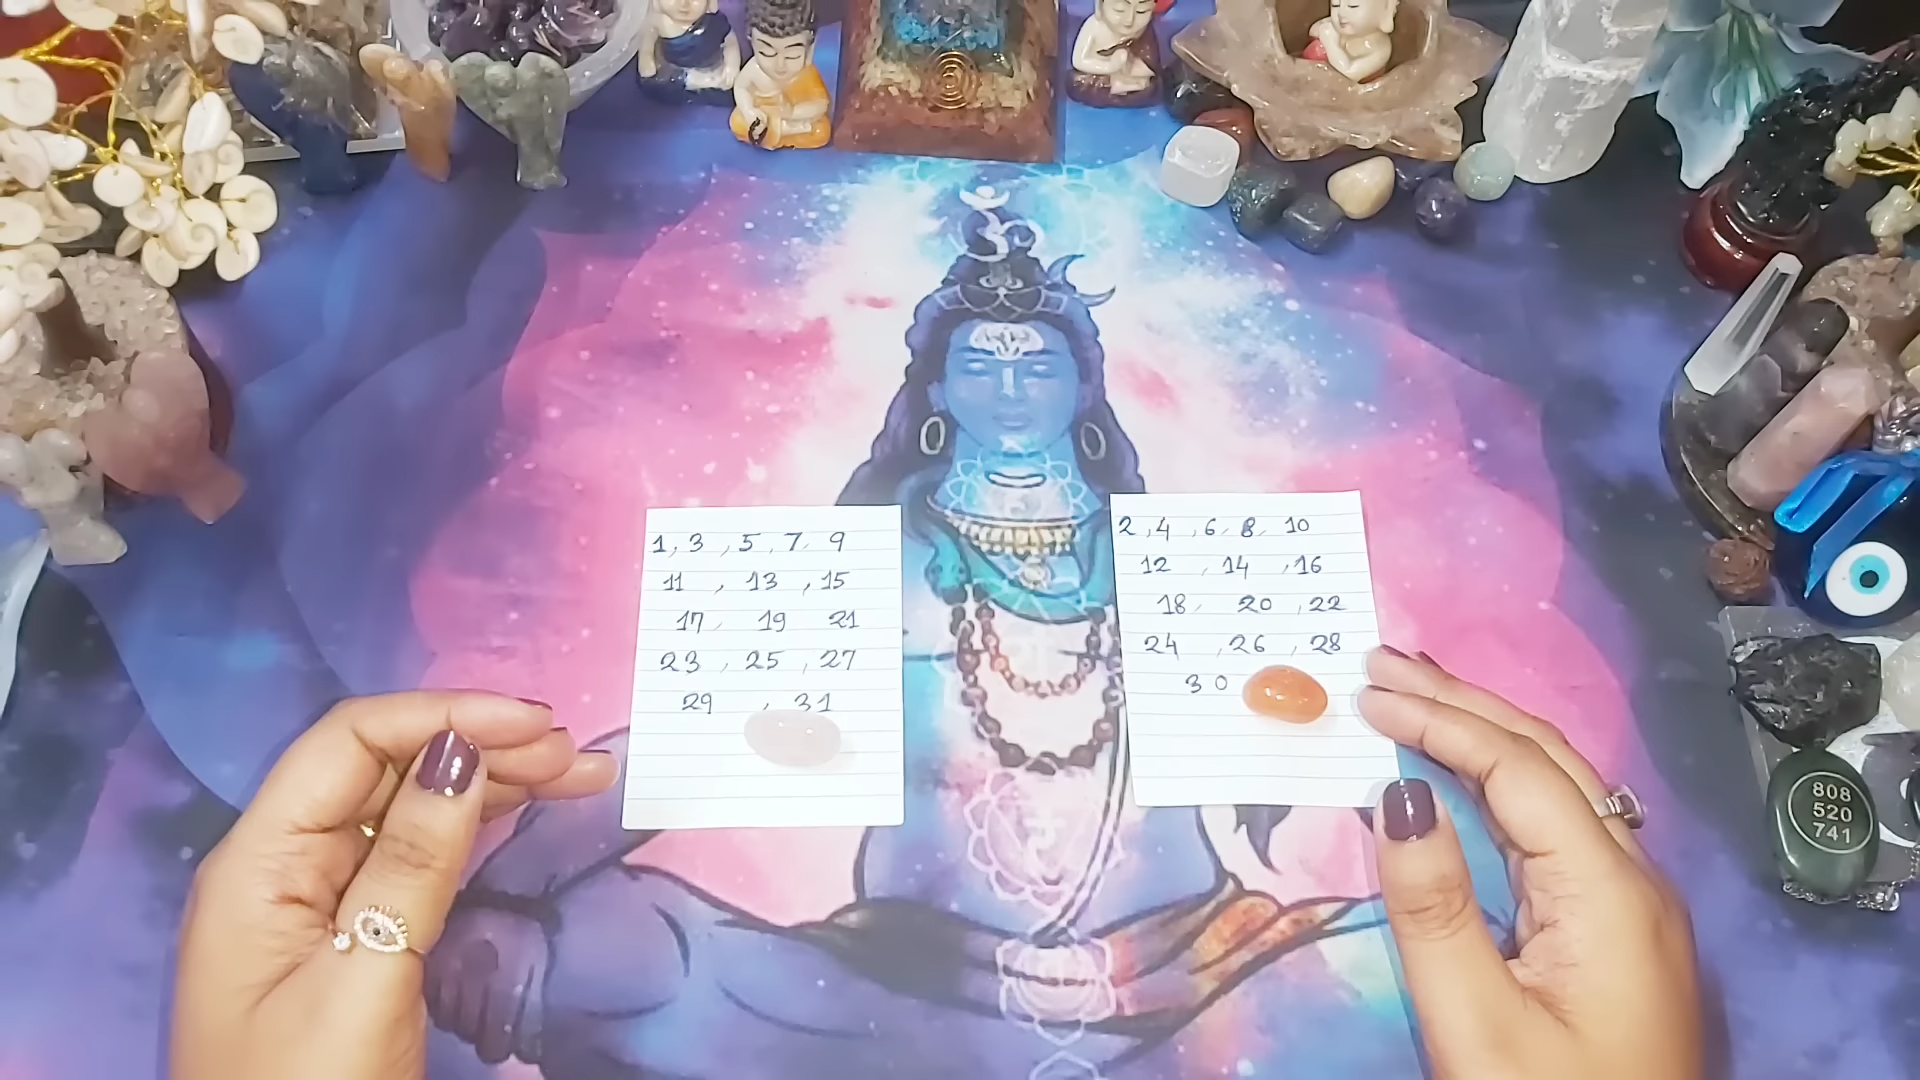 1, 3, 5, 7, 9
11, 13, 15
17, 19 21
23, 25, 27
29, 31
2, 4, 6, 8, 10
12, 14, 16
18, 20, 22
24, 26, 28
30
808
520
741
ॐ